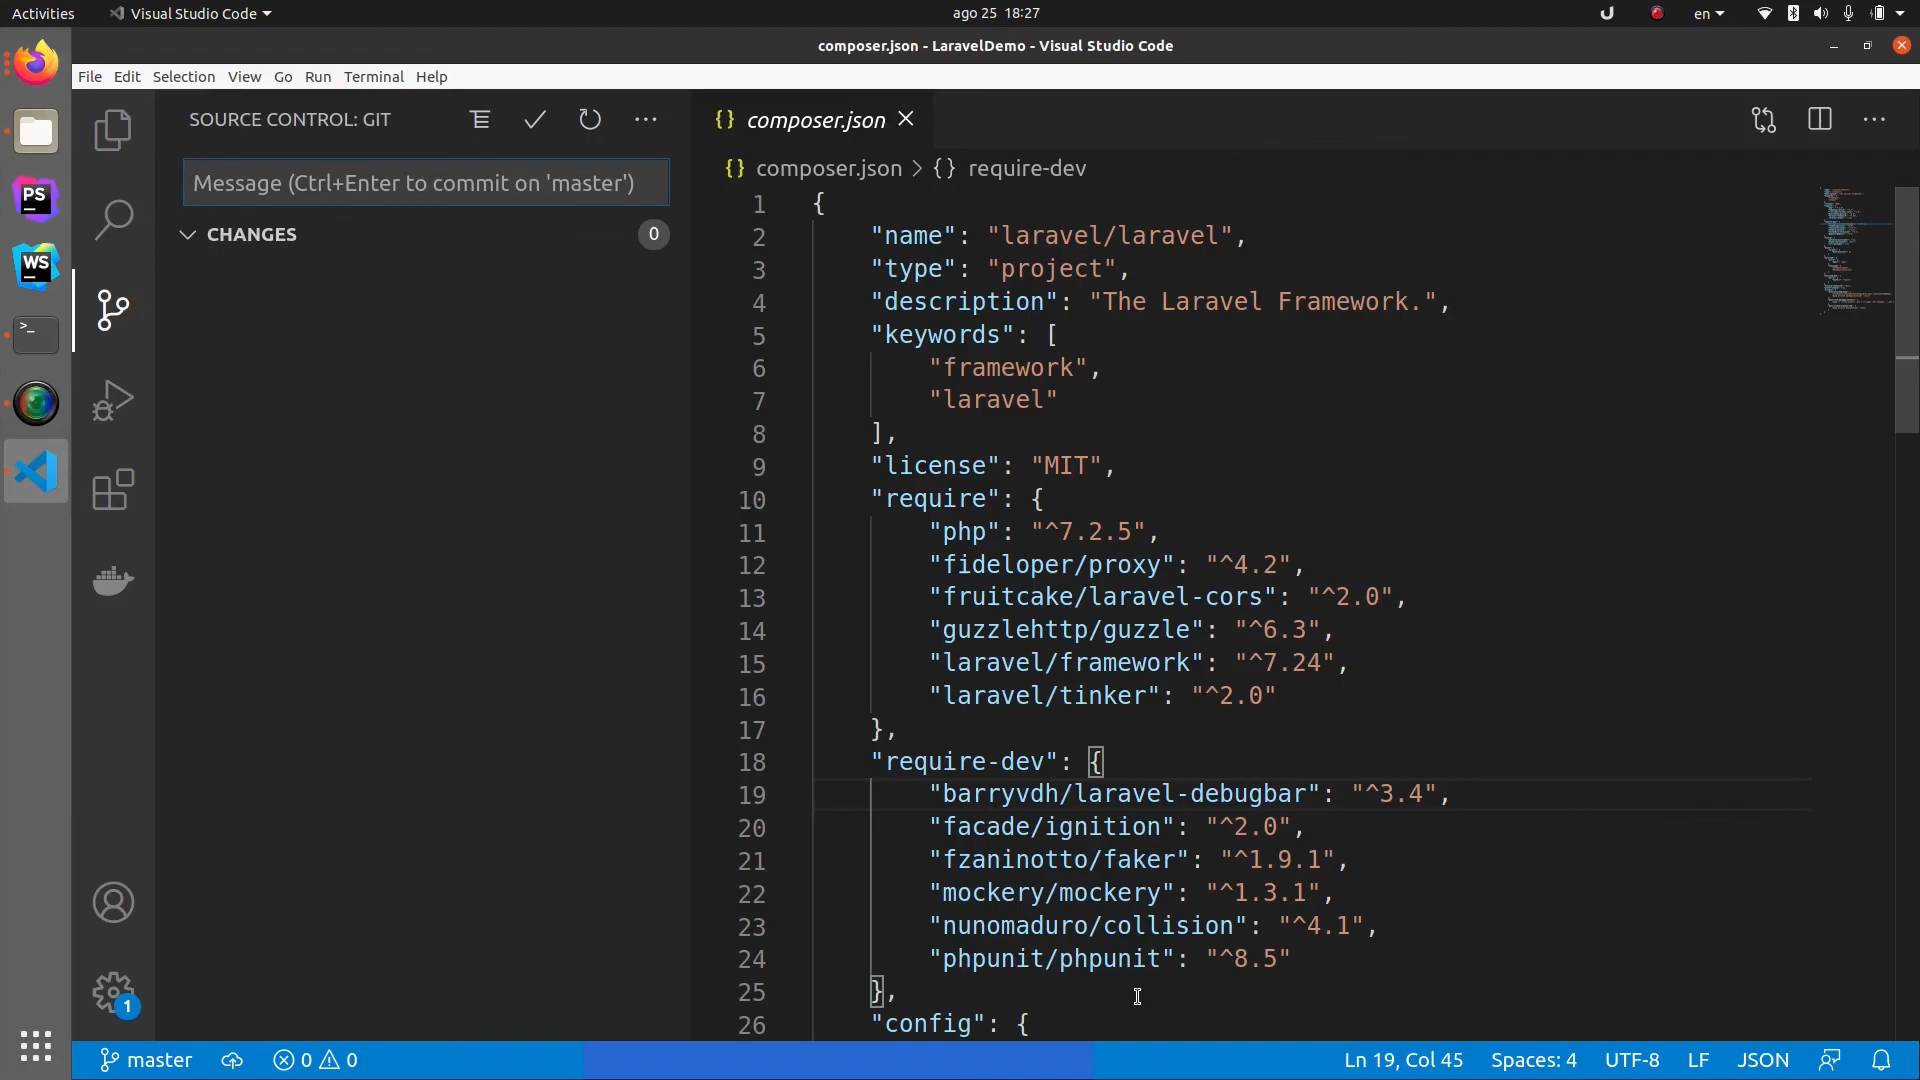 Activities
Visual Studio Code
ago 25 18:27
en
composer.json - LaravelDemo - Visual Studio Code
File Edit Selection View Go Run Terminal Help
PS
WS
>_
SOURCE CONTROL: GIT
Message (Ctrl+Enter to commit on 'master')
CHANGES
0
1
{} composer.json
{} composer.json > {} require-dev
1 {
2 "name": "laravel/laravel",
3 "type": "project",
4 "description": "The Laravel Framework.",
5 "keywords": [
6 "framework",
7 "laravel"
8 ],
9 "license": "MIT",
10 "require": {
11 "php": "^7.2.5",
12 "fideloper/proxy": "^4.2",
13 "fruitcake/laravel-cors": "^2.0",
14 "guzzlehttp/guzzle": "^6.3",
15 "laravel/framework": "^7.24",
16 "laravel/tinker": "^2.0"
17 },
18 "require-dev": {
19 "barryvdh/laravel-debugbar": "^3.4",
20 "facade/ignition": "^2.0",
21 "fzaninotto/faker": "^1.9.1",
22 "mockery/mockery": "^1.3.1",
23 "nunomaduro/collision": "^4.1",
24 "phpunit/phpunit": "^8.5"
25 },
26 "config": {
master 0 0 Ln 19, Col 45 Spaces: 4 UTF-8 LF JSON